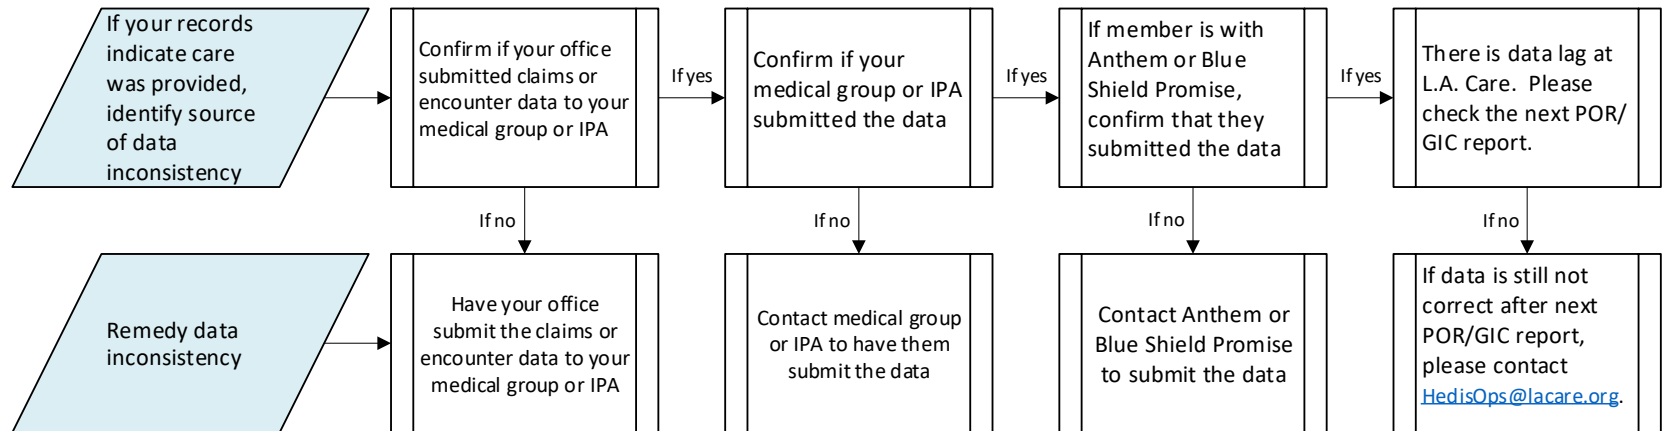 If your records
indicate care
was provided,
identify source
of data
inconsistency
Confirm if your office
submitted claims or
encounter data to your
medical group or IPA
If yes
Confirm if your
medical group or IPA
submitted the data
If yes
If member is with
Anthem or Blue
Shield Promise,
confirm that they
submitted the data
If yes
There is data lag at
L.A. Care.  Please
check the next POR/
GIC report.
If no
If no
If no
If no
Remedy data
inconsistency
Have your office
submit the claims or
encounter data to your
medical group or IPA
Contact medical group
or IPA to have them
submit the data
Contact Anthem or
Blue Shield Promise
to submit the data
If data is still not
correct after next
POR/GIC report,
please contact
HedisOps@lacare.org.